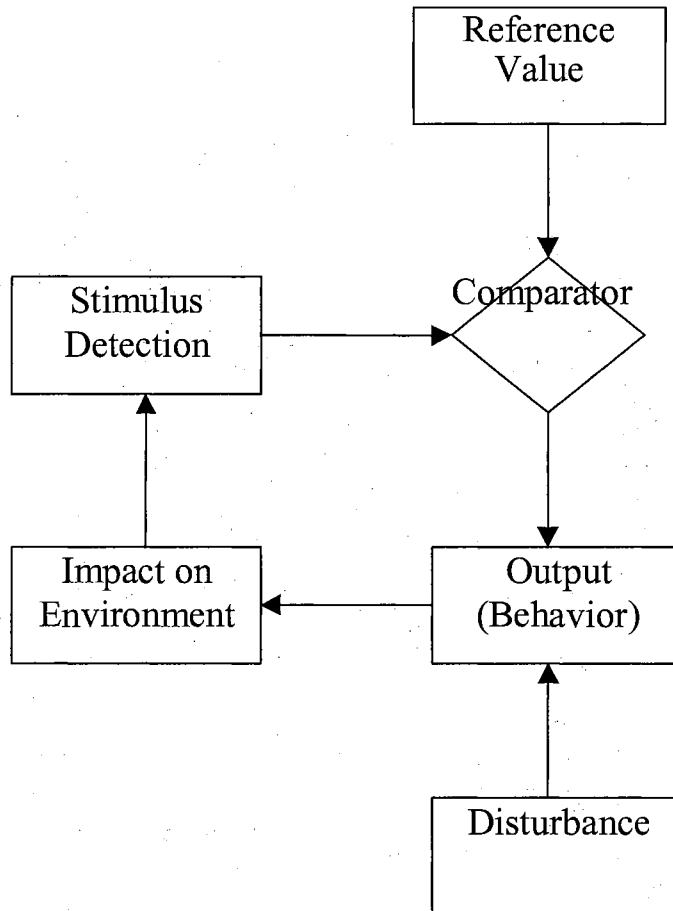 Reference
Value
Comparator
Stimulus
Detection
Impact on
Environment
Output
(Behavior)
Disturbance